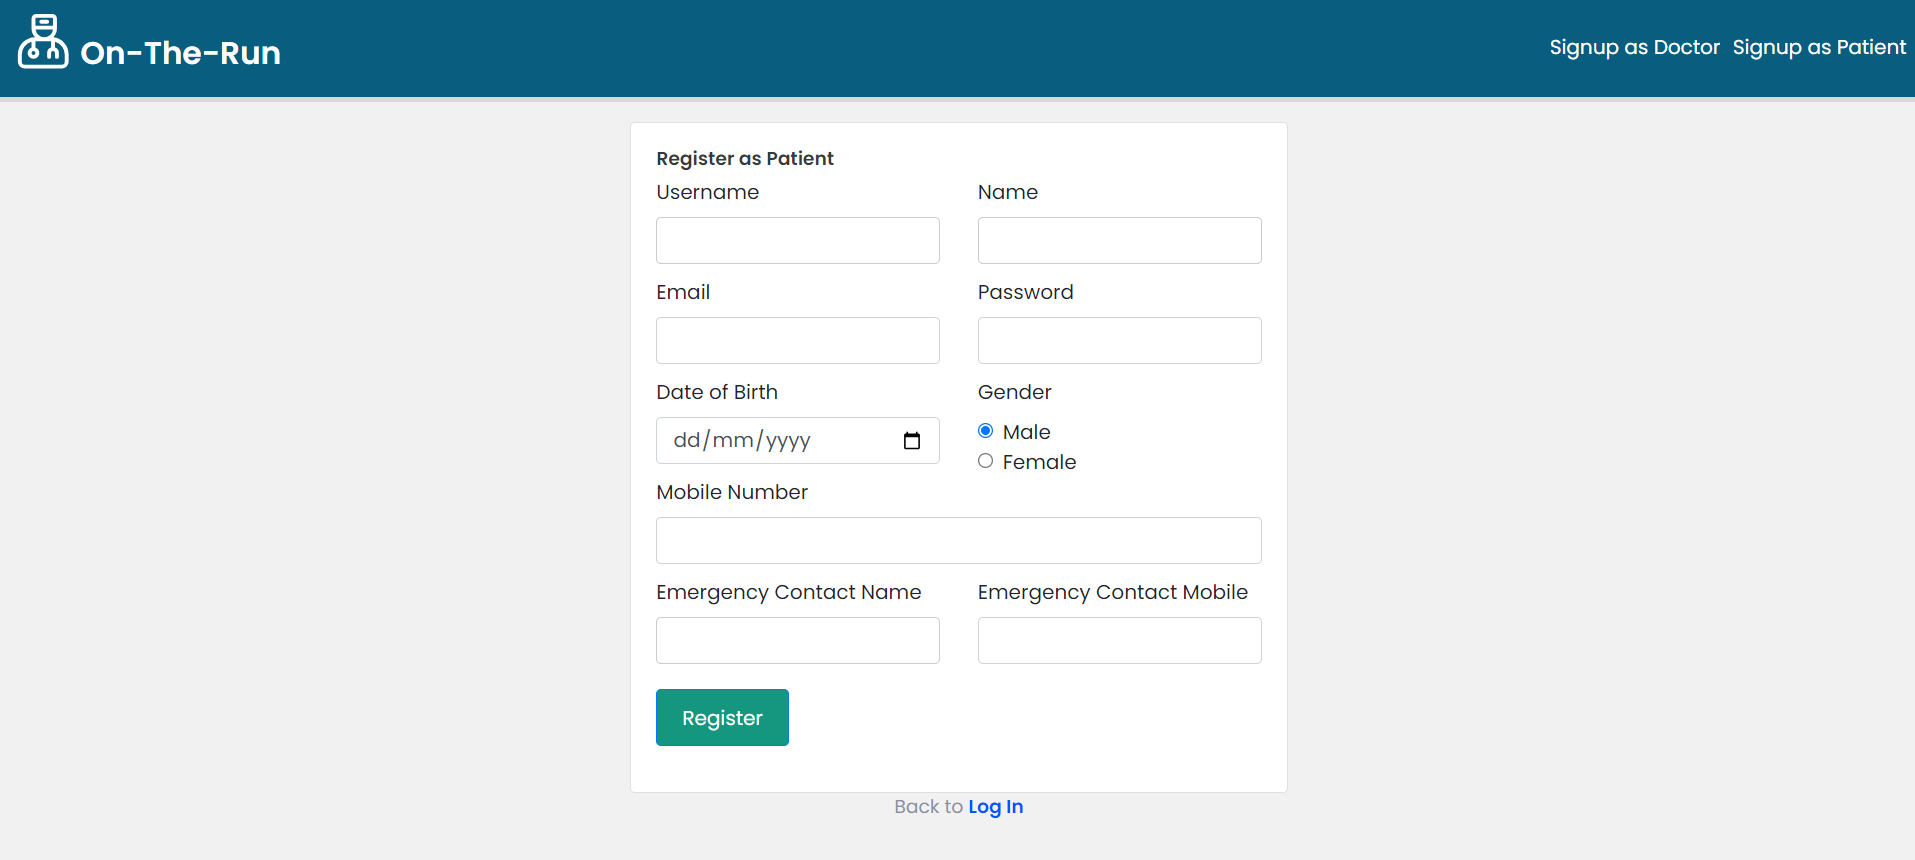 On-The-Run
Signup as Doctor Signup as Patient
Register as Patient
Username Name
Email Password
Date of Birth Gender
dd/mm/yyyy Male
Female
Mobile Number
Emergency Contact Name Emergency Contact Mobile
Register
Back to Log In